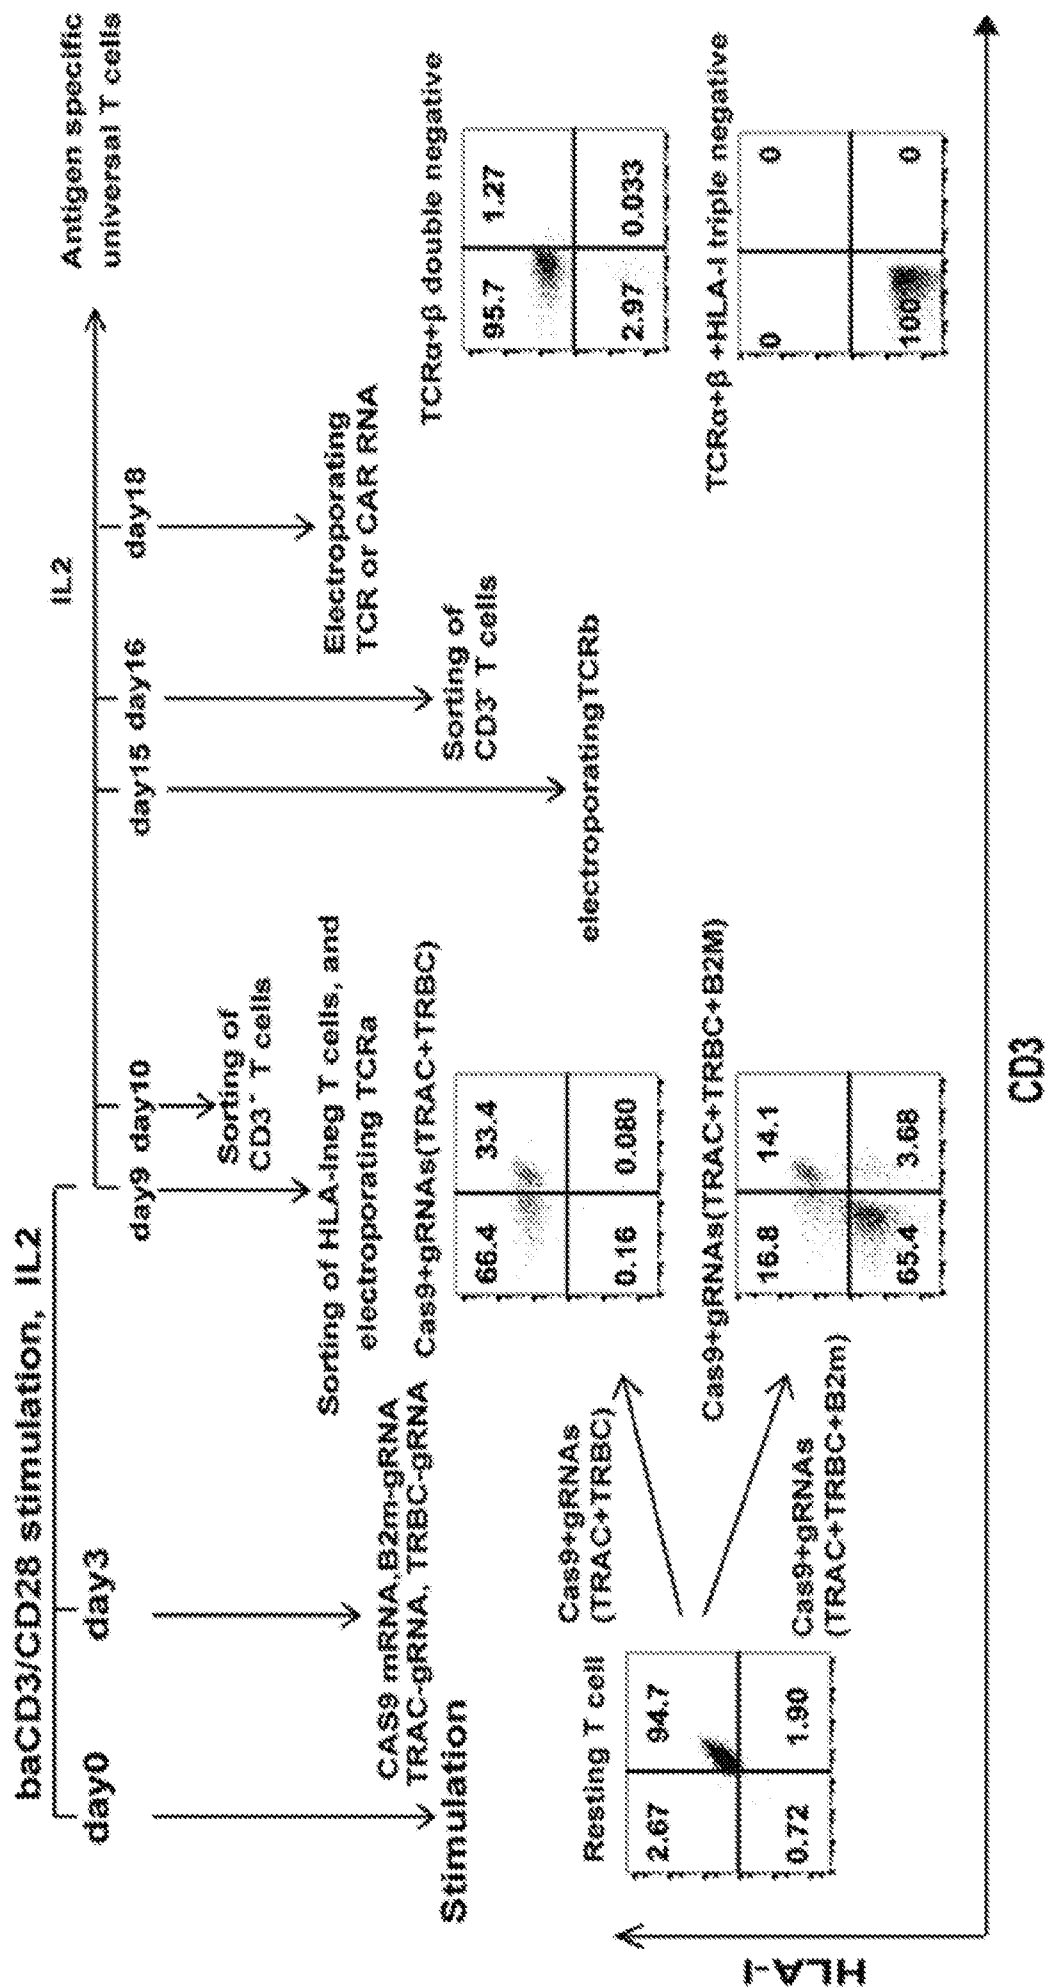 baCD3/CD28 stimulation, IL2
IL2
Antigen specific
universal T cells
day0
day3
day9 day10
day15 day16
day18
Stimulation
CAS9 mRNA,B2m-gRNA
TRAC-gRNA, TRBC-gRNA
Sorting of
CD3⁻ T cells
Sorting of HLA-Ineg T cells, and
electroporating TCRa
electroporatingTCRb
Sorting of
CD3⁻ T cells
Electroporating
TCR or CAR RNA
Resting T cell
2.67
94.7
0.72
1.90
Cas9+gRNAs
(TRAC+TRBC)
Cas9+gRNAs
(TRAC+TRBC+B2m)
Cas9+gRNAs(TRAC+TRBC)
66.4
33.4
0.16
0.080
Cas9+gRNAs(TRAC+TRBC+B2M)
16.8
14.1
65.4
3.68
TCRα+β double negative
95.7
1.27
2.97
0.033
TCRα+β +HLA-I triple negative
0
0
100
0
HLA-I
CD3